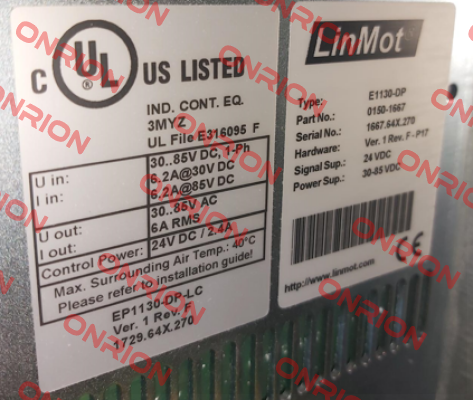 C UL ® US LISTED
IND. CONT. EQ.
3MYZ
UL File E316095 F
U in: 30..85V DC, 1-Ph
I in: 6.2A@30V DC
6.2A@85V DC
U out: 30..85V AC
I out: 6A RMS
Control Power: 24V DC / 2.4A
Max. Surrounding Air Temp.: 40°C
Please refer to installation guide!
EP1130-DP-LC
Ver. 1 Rev. F
1729.64X.270
LinMot®
Type: E1130-DP
Part No.: 0150-1667
Serial No.: 1667.64X.270
Hardware: Ver. 1 Rev. F - P17
Signal Sup.: 24 VDC
Power Sup.: 30-85 VDC
CE
http://www.linmot.com
ONRION
ONRION
ONRION
ONRION
ONRION
ONRION
ONRION
ONRION
ONRION
ONRION